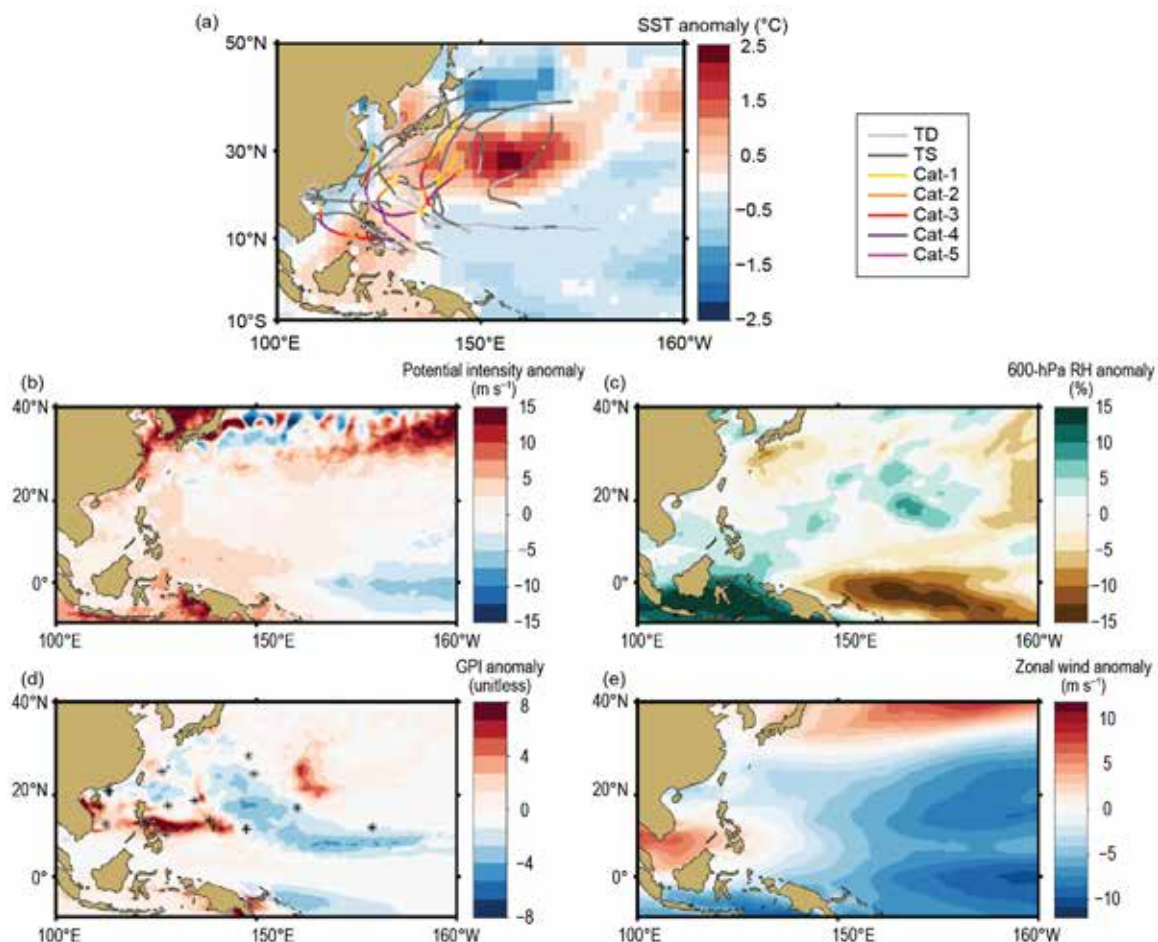 (a)
SST anomaly (°C)
50°N
30°N
10°N
10°S
100°E 150°E 160°W
2.5
1.5
0.5
−0.5
−1.5
−2.5
TD
TS
Cat-1
Cat-2
Cat-3
Cat-4
Cat-5
(b)
Potential intensity anomaly
(m s⁻¹)
40°N
20°N
0°
100°E 150°E 160°W
15
10
5
0
−5
−10
−15
(c)
600-hPa RH anomaly
(%)
40°N
20°N
0°
100°E 150°E 160°W
15
10
5
0
−5
−10
−15
(d)
GPI anomaly
(unitless)
40°N
20°N
0°
100°E 150°E 160°W
8
4
0
−4
−8
(e)
Zonal wind anomaly
(m s⁻¹)
40°N
20°N
0°
100°E 150°E 160°W
10
5
0
−5
−10